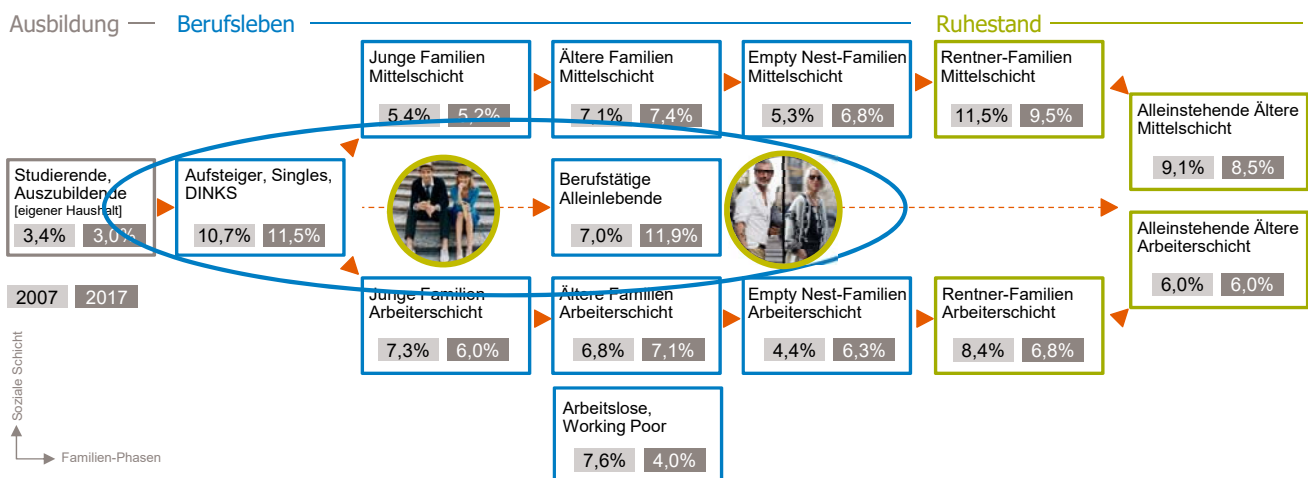 Ausbildung
Berufsleben
Ruhestand
Junge Familien
Mittelschicht
5,4% 5,2%
Ältere Familien
Mittelschicht
7,1% 7,4%
Empty Nest-Familien
Mittelschicht
5,3% 6,8%
Rentner-Familien
Mittelschicht
11,5% 9,5%
Alleinstehende Ältere
Mittelschicht
9,1% 8,5%
Studierende,
Auszubildende
[eigener Haushalt]
3,4% 3,0%
Aufsteiger, Singles,
DINKS
10,7% 11,5%
Berufstätige
Alleinlebende
7,0% 11,9%
Alleinstehende Ältere
Arbeiterschicht
6,0% 6,0%
2007 2017
Junge Familien
Arbeiterschicht
7,3% 6,0%
Ältere Familien
Arbeiterschicht
6,8% 7,1%
Empty Nest-Familien
Arbeiterschicht
4,4% 6,3%
Rentner-Familien
Arbeiterschicht
8,4% 6,8%
Arbeitslose,
Working Poor
7,6% 4,0%
Soziale Schicht
Familien-Phasen